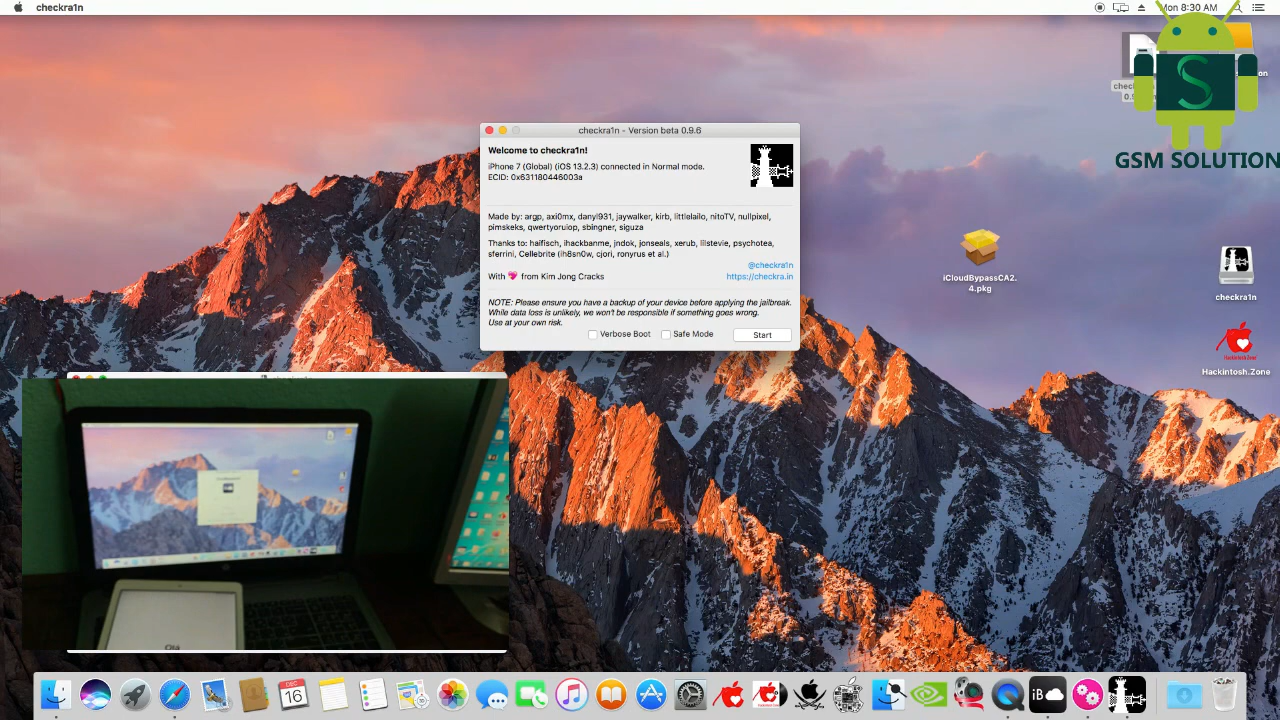 checkra1n
Mon 8:30 AM
GSM SOLUTION
checkra1n - Version beta 0.9.6
Welcome to checkra1n!
iPhone 7 (Global) (iOS 13.2.3) connected in Normal mode.
ECID: 0x631180446003a
Made by: argp, axi0mx, danyl931, jaywalker, kirb, littlelailo, nitoTV, nullpixel,
pimskeks, qwertyoruiop, sbingner, siguza
Thanks to: haifisch, ihackbanme, jndok, jonseals, xerub, lilstevie, psychotea,
sferrini, Cellebrite (ih8sn0w, cjori, ronyrus et al.)
@checkra1n
With 💖 from Kim Jong Cracks
https://checkra.in
NOTE: Please ensure you have a backup of your device before applying the jailbreak.
While data loss is unlikely, we won't be responsible if something goes wrong.
Use at your own risk.
Verbose Boot
Safe Mode
Start
iCloudBypassCA2.
4.pkg
checkra1n
Hackintosh.Zone
Olá
DEC
16
iB